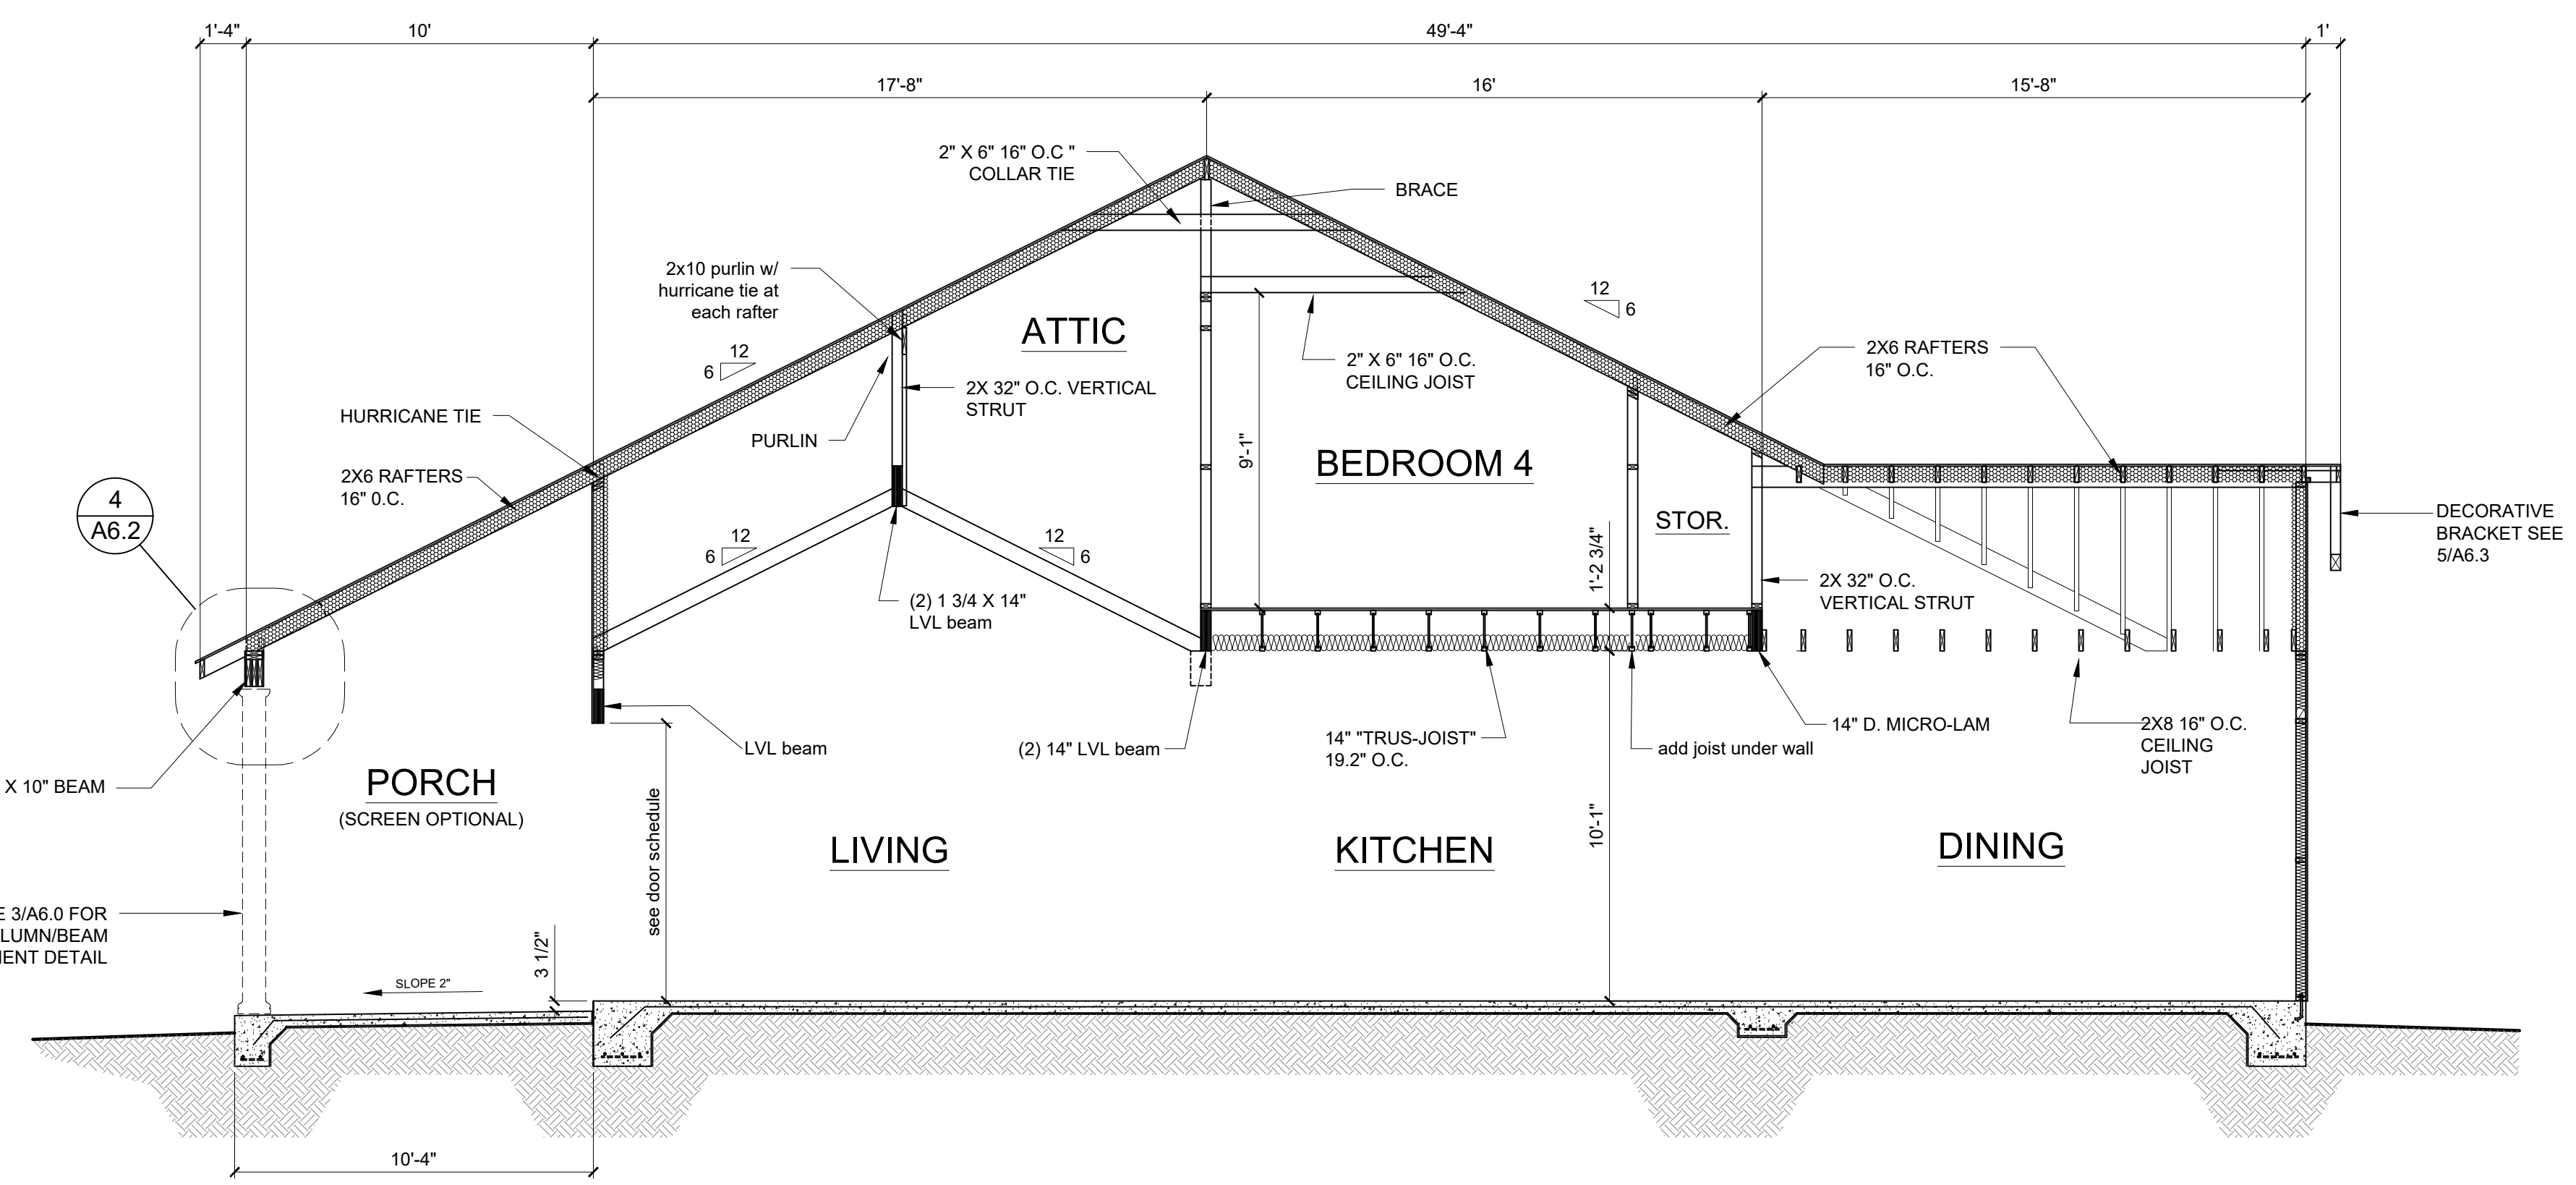 1'-4"
10'
49'-4"
1'
17'-8"
16'
15'-8"
2" X 6" 16" O.C "
COLLAR TIE
BRACE
2x10 purlin w/
hurricane tie at
each rafter
ATTIC
12
6
12
6
2" X 6" 16" O.C.
CEILING JOIST
2X6 RAFTERS
16" O.C.
2X 32" O.C. VERTICAL
STRUT
HURRICANE TIE
PURLIN
9'-1"
BEDROOM 4
2X6 RAFTERS
16" 0.C.
4
A6.2
STOR.
DECORATIVE
BRACKET SEE
5/A6.3
12
6
12
6
1'-2 3/4"
2X 32" O.C.
VERTICAL STRUT
(2) 1 3/4 X 14"
LVL beam
LVL beam
(2) 14" LVL beam
14" "TRUS-JOIST"
19.2" O.C.
add joist under wall
14" D. MICRO-LAM
2X8 16" O.C.
CEILING
JOIST
X 10" BEAM
PORCH
(SCREEN OPTIONAL)
see door schedule
LIVING
KITCHEN
10'-1"
DINING
E 3/A6.0 FOR
LUMN/BEAM
MENT DETAIL
3 1/2"
SLOPE 2"
10'-4"